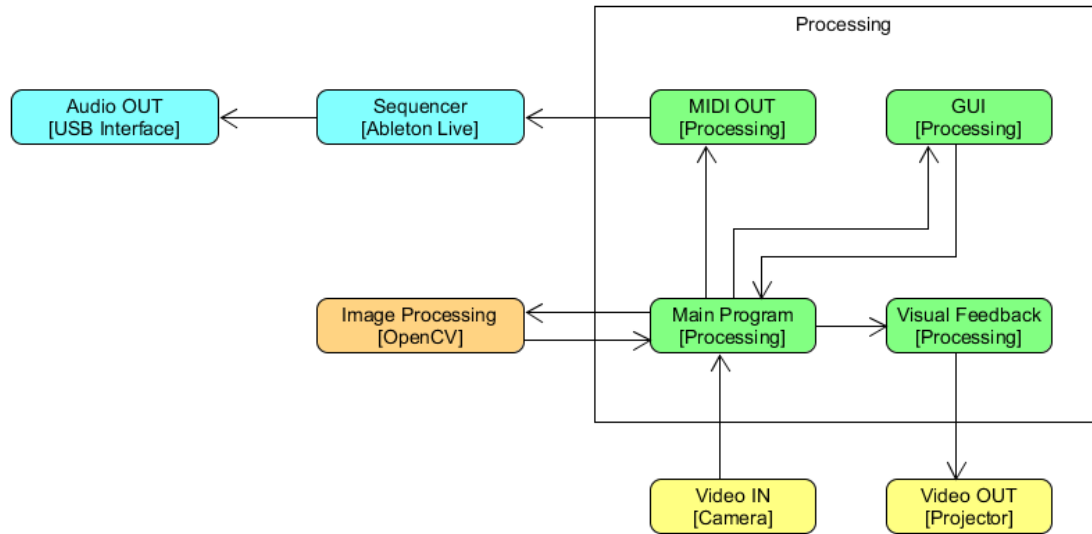 Processing
Audio OUT
[USB Interface]
Sequencer
[Ableton Live]
MIDI OUT
[Processing]
GUI
[Processing]
Image Processing
[OpenCV]
Main Program
[Processing]
Visual Feedback
[Processing]
Video IN
[Camera]
Video OUT
[Projector]